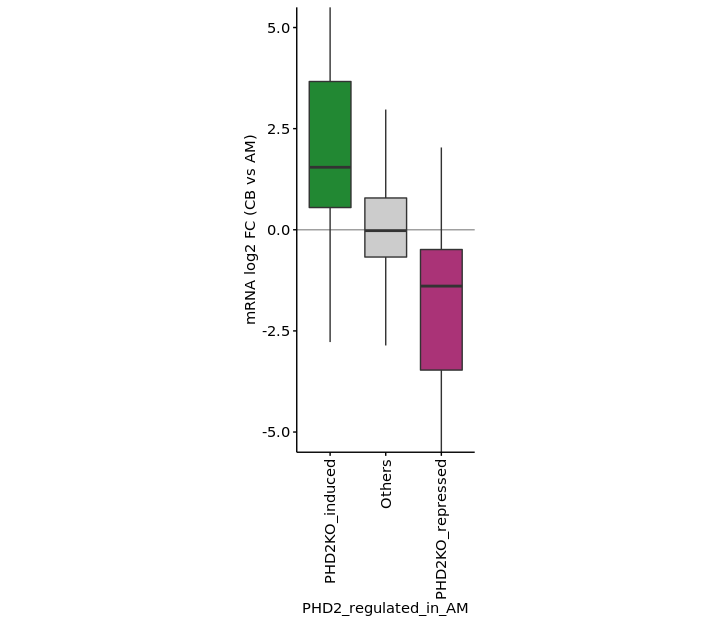 5.0
2.5
0.0
-2.5
-5.0
mRNA log2 FC (CB vs AM)
PHD2KO_induced
Others
PHD2KO_repressed
PHD2_regulated_in_AM